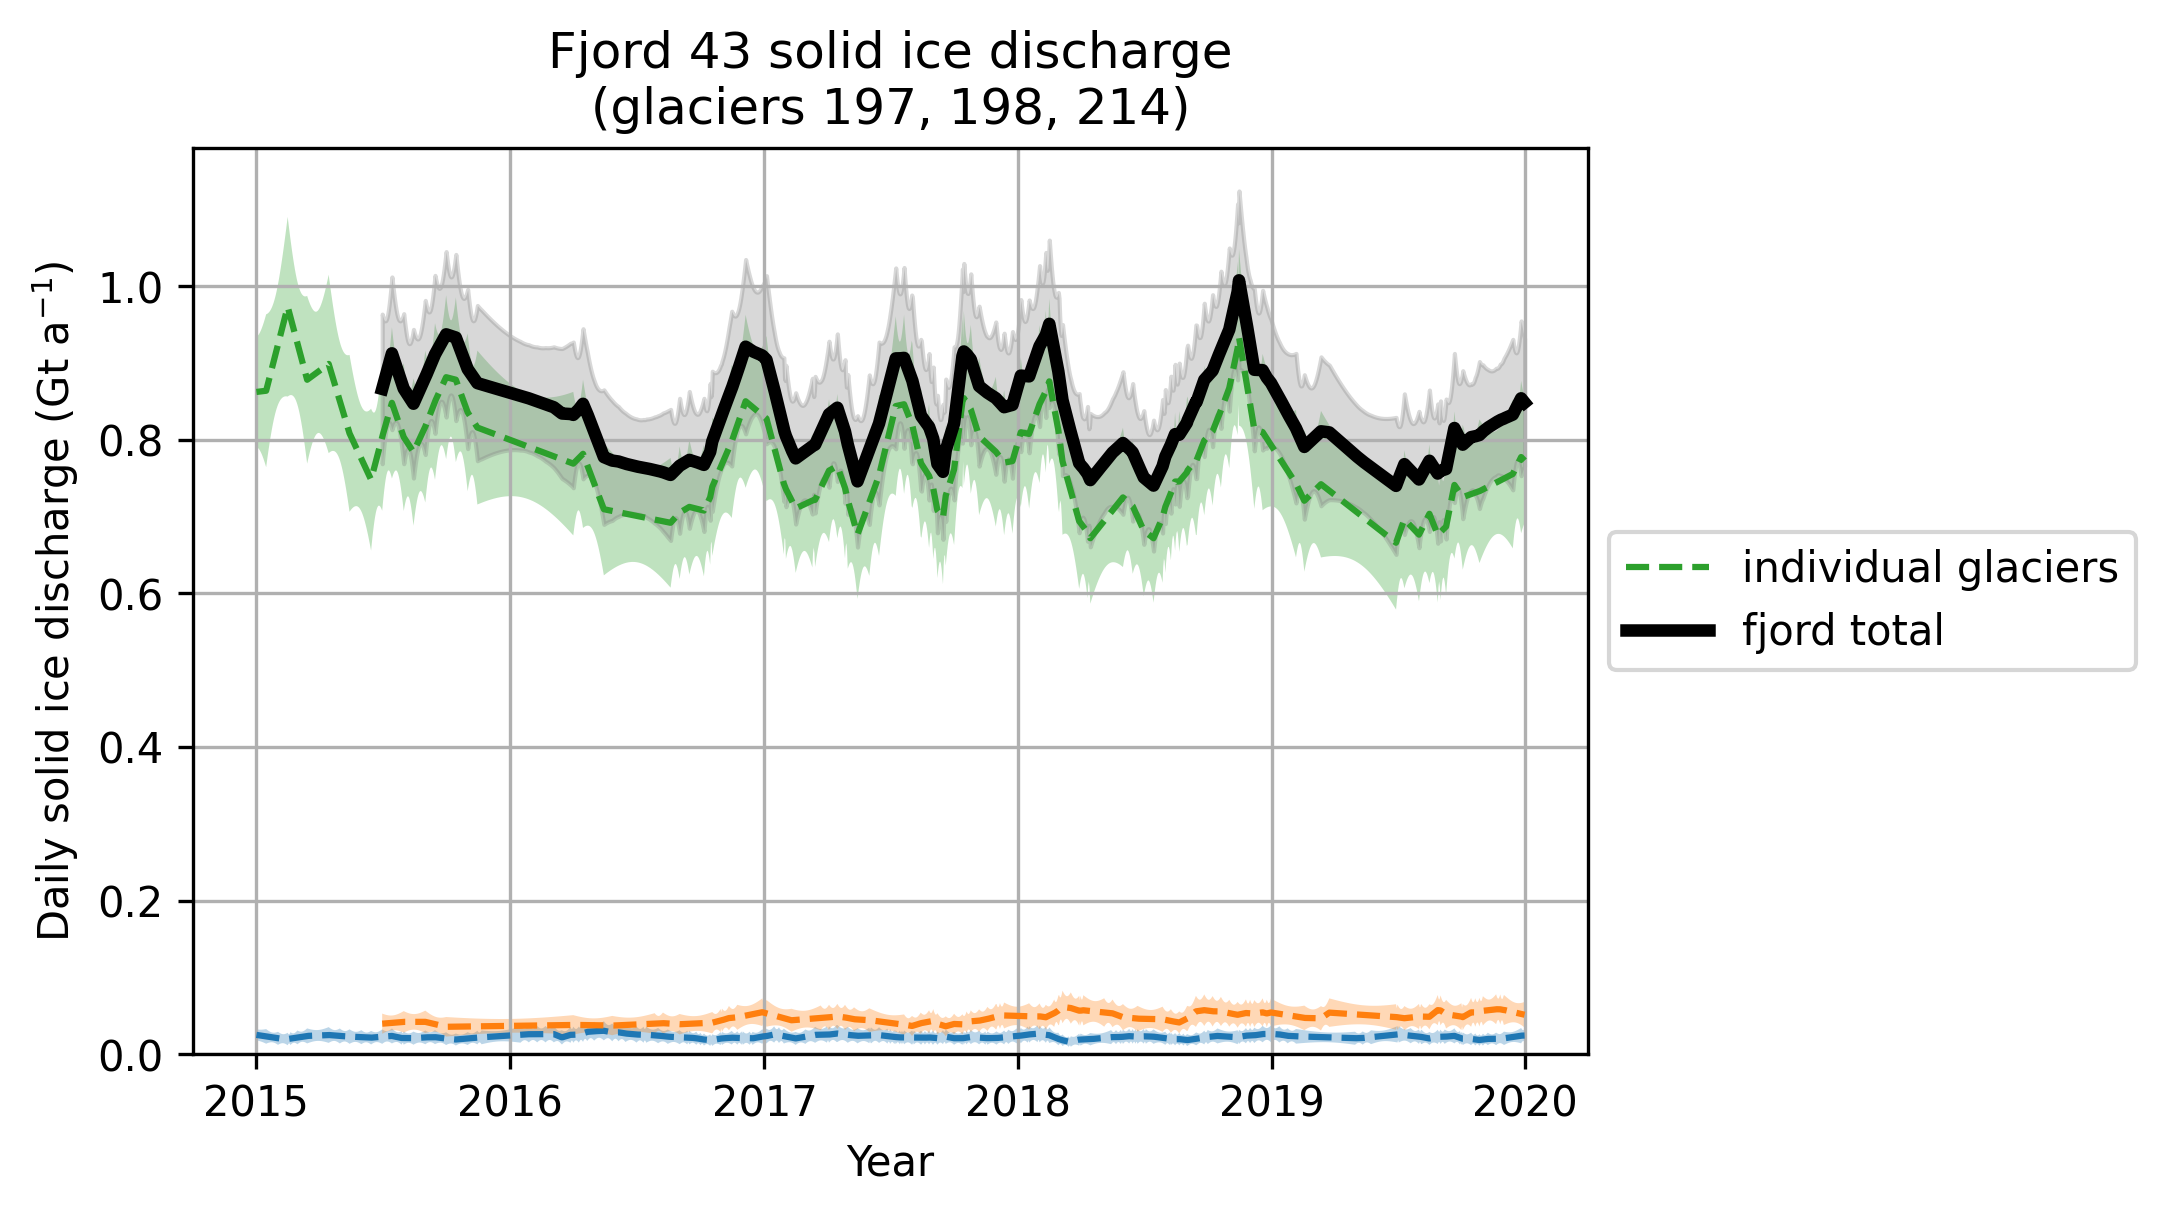 Fjord 43 solid ice discharge
(glaciers 197, 198, 214)
Daily solid ice discharge (Gt a⁻¹)
1.0
0.8
0.6
0.4
0.2
0.0
2015 2016 2017 2018 2019 2020
Year
individual glaciers
fjord total